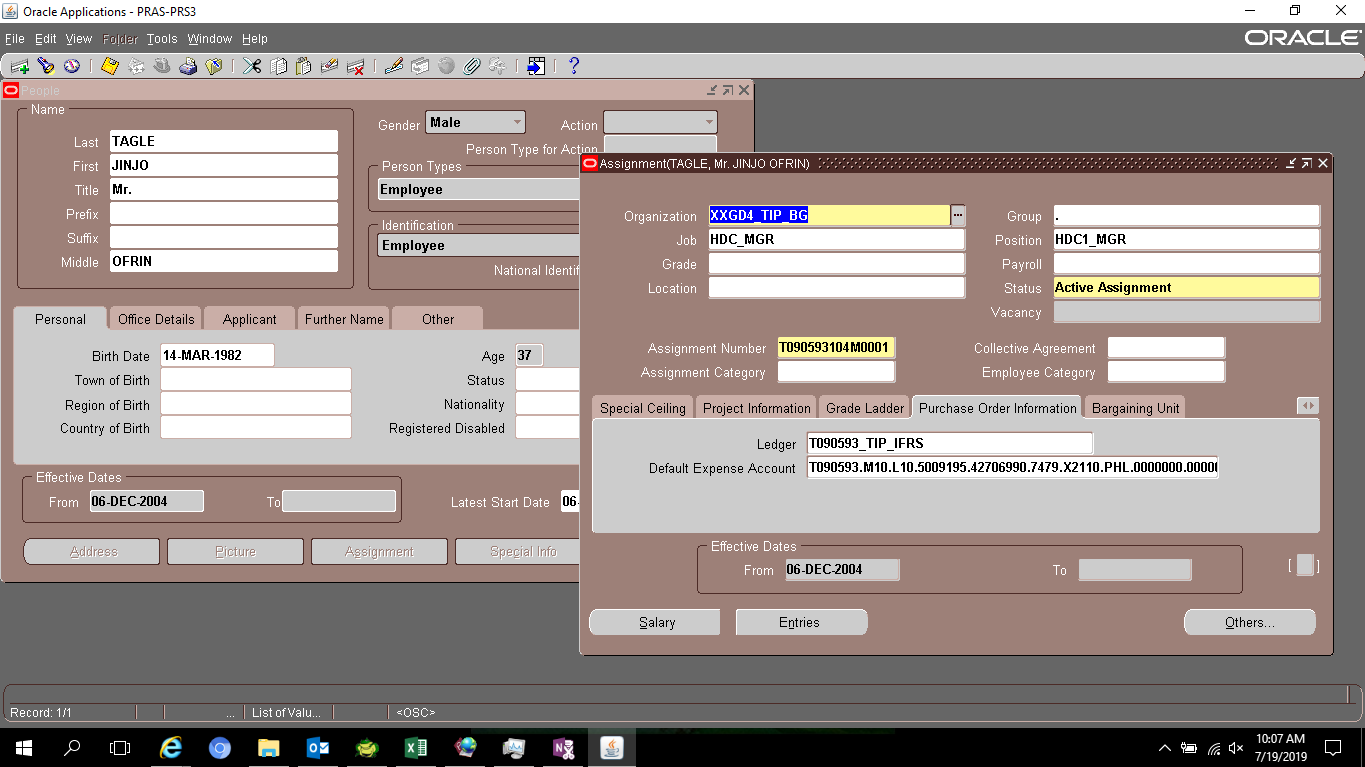 Oracle Applications - PRAS-PRS3
File Edit View Folder Tools Window Help
ORACLE
People
Name
Last TAGLE
First JINJO
Title Mr.
Prefix
Suffix
Middle OFRIN
Gender Male
Action
Person Type for Action
Person Types
Employee
Identification
Employee
National Identif
Personal Office Details Applicant Further Name Other
Birth Date 14-MAR-1982
Town of Birth
Region of Birth
Country of Birth
Age 37
Status
Nationality
Registered Disabled
Effective Dates
From 06-DEC-2004 To
Latest Start Date 06-
Address Picture Assignment Special Info
Assignment(TAGLE, Mr. JINJO OFRIN)
Organization XXGD4_TIP_BG
Job HDC_MGR
Grade
Location
Group .
Position HDC1_MGR
Payroll
Status Active Assignment
Vacancy
Assignment Number T090593104M0001
Assignment Category
Collective Agreement
Employee Category
Special Ceiling Project Information Grade Ladder Purchase Order Information Bargaining Unit
Ledger T090593_TIP_IFRS
Default Expense Account T090593.M10.L10.5009195.42706990.7479.X2110.PHL.0000000.0000
Effective Dates
From 06-DEC-2004 To
[ ]
Salary Entries Others...
Record: 1/1 ... List of Valu... <OSC>
10:07 AM
7/19/2019